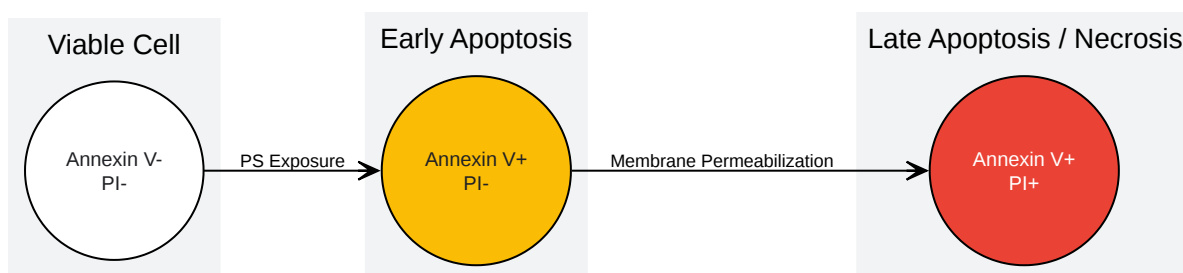 Viable Cell
Annexin V-
PI-
PS Exposure
Early Apoptosis
Annexin V+
PI-
Membrane Permeabilization
Late Apoptosis / Necrosis
Annexin V+
PI+